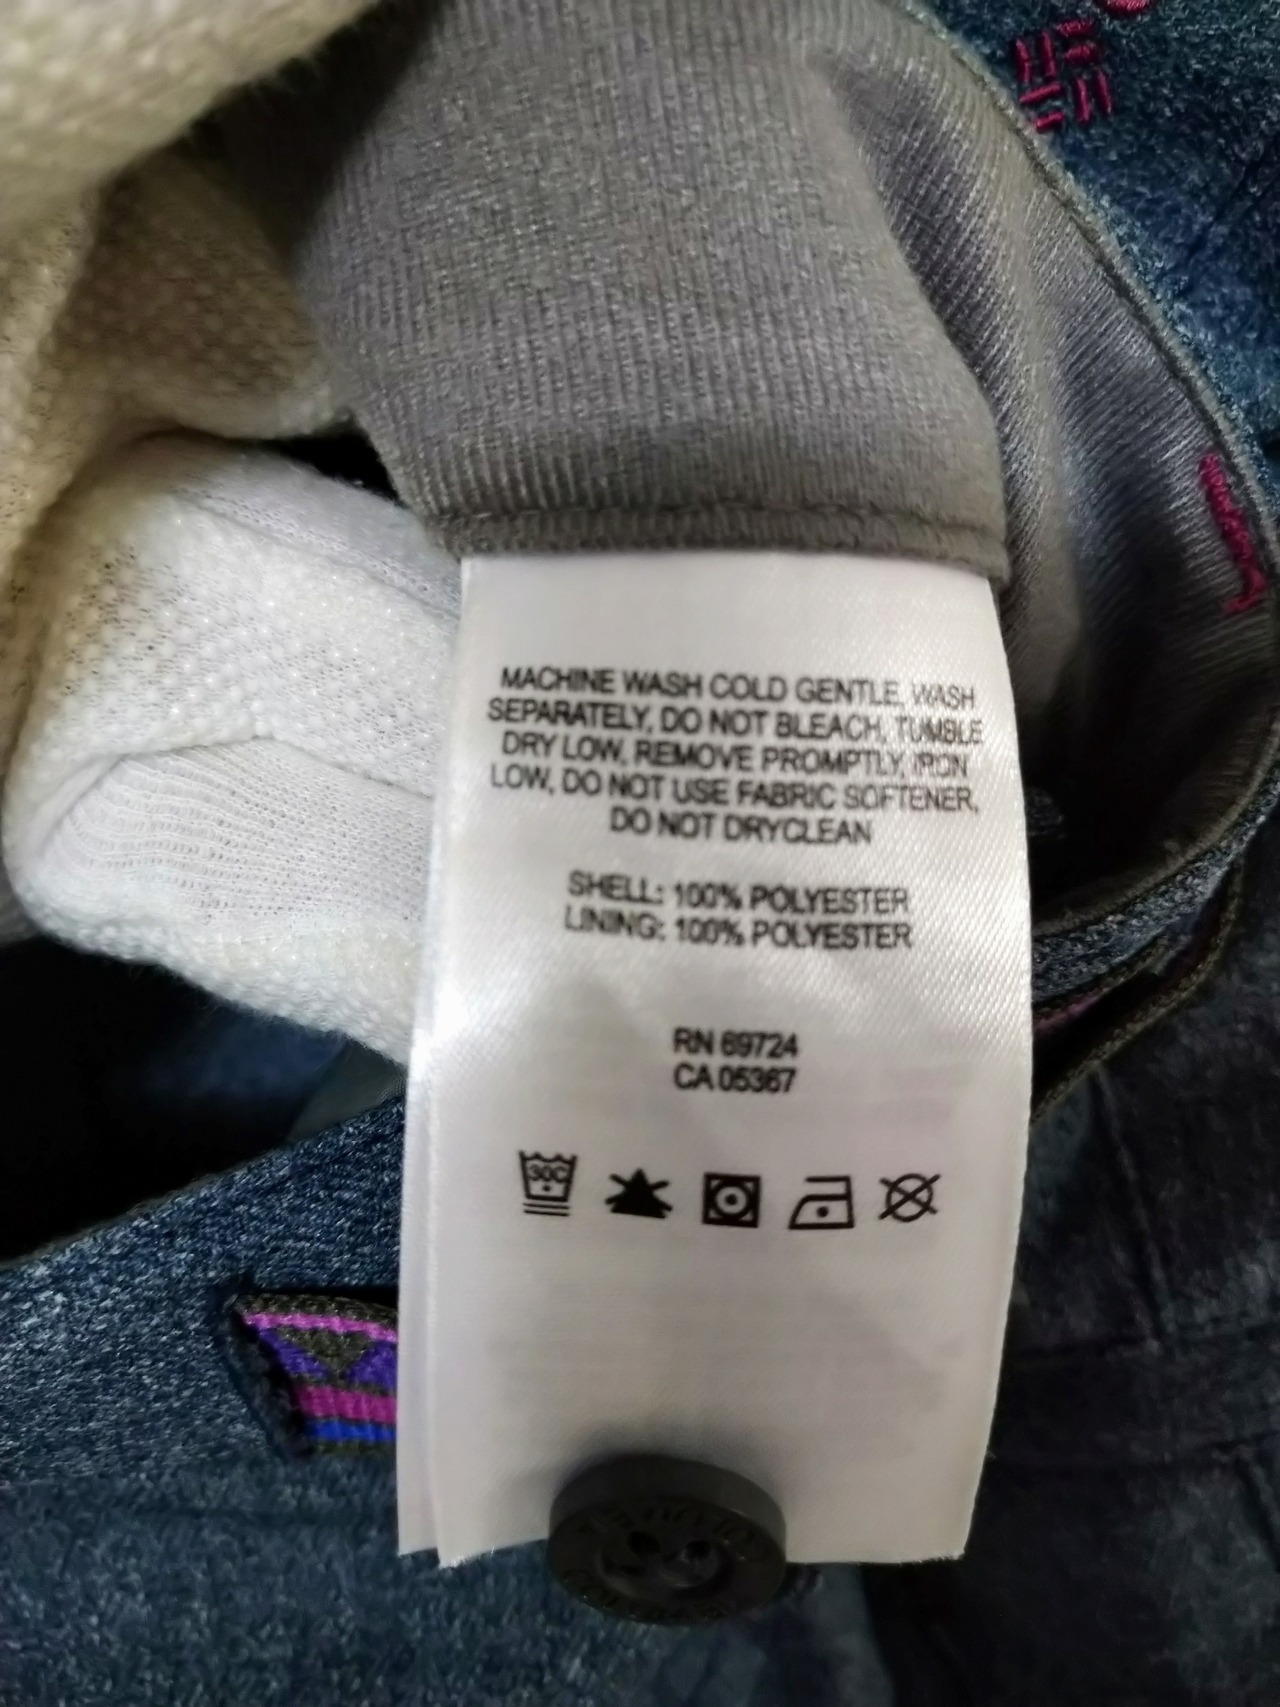 MACHINE WASH COLD GENTLE, WASH
SEPARATELY, DO NOT BLEACH, TUMBLE
DRY LOW, REMOVE PROMPTLY, IRON
LOW, DO NOT USE FABRIC SOFTENER,
DO NOT DRYCLEAN
SHELL: 100% POLYESTER
LINING: 100% POLYESTER
RN 69724
CA 05367
30C